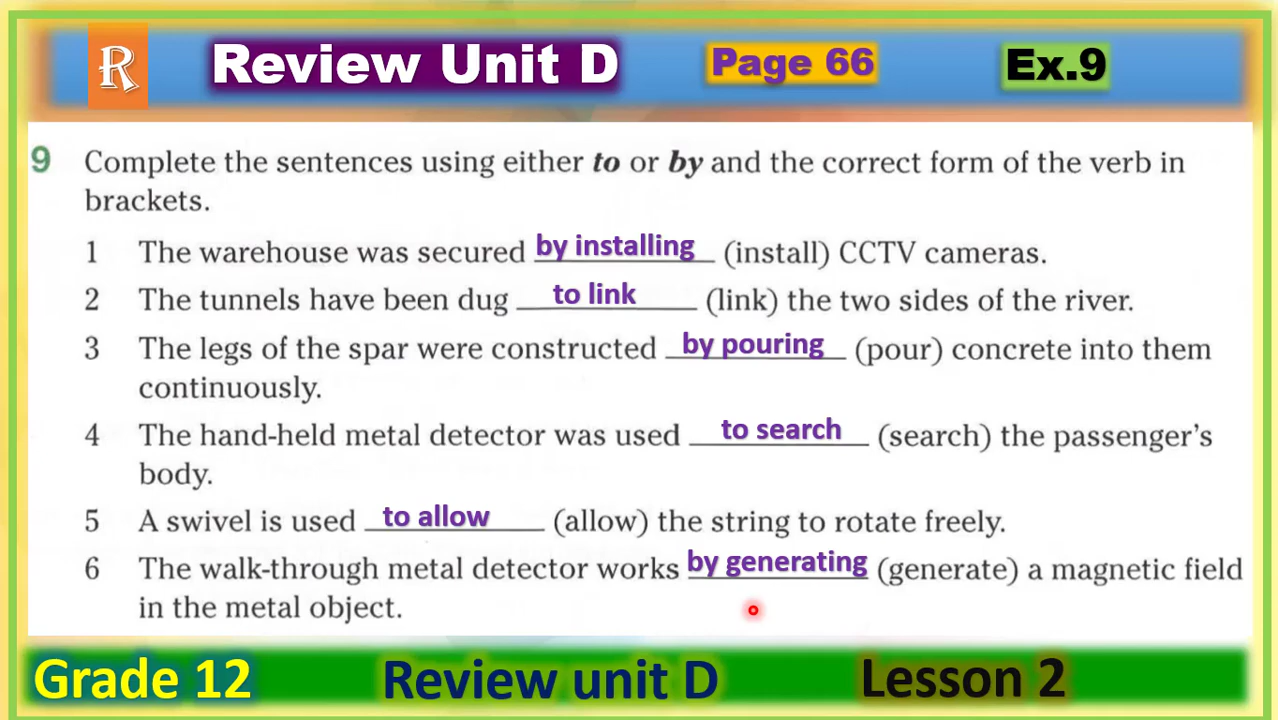 R Review Unit D Page 66 Ex.9
9 Complete the sentences using either to or by and the correct form of the verb in
brackets.
1 The warehouse was secured by installing (install) CCTV cameras.
2 The tunnels have been dug to link (link) the two sides of the river.
3 The legs of the spar were constructed by pouring (pour) concrete into them
continuously.
4 The hand-held metal detector was used to search (search) the passenger's
body.
5 A swivel is used to allow (allow) the string to rotate freely.
6 The walk-through metal detector works by generating (generate) a magnetic field
in the metal object.
Grade 12 Review unit D Lesson 2